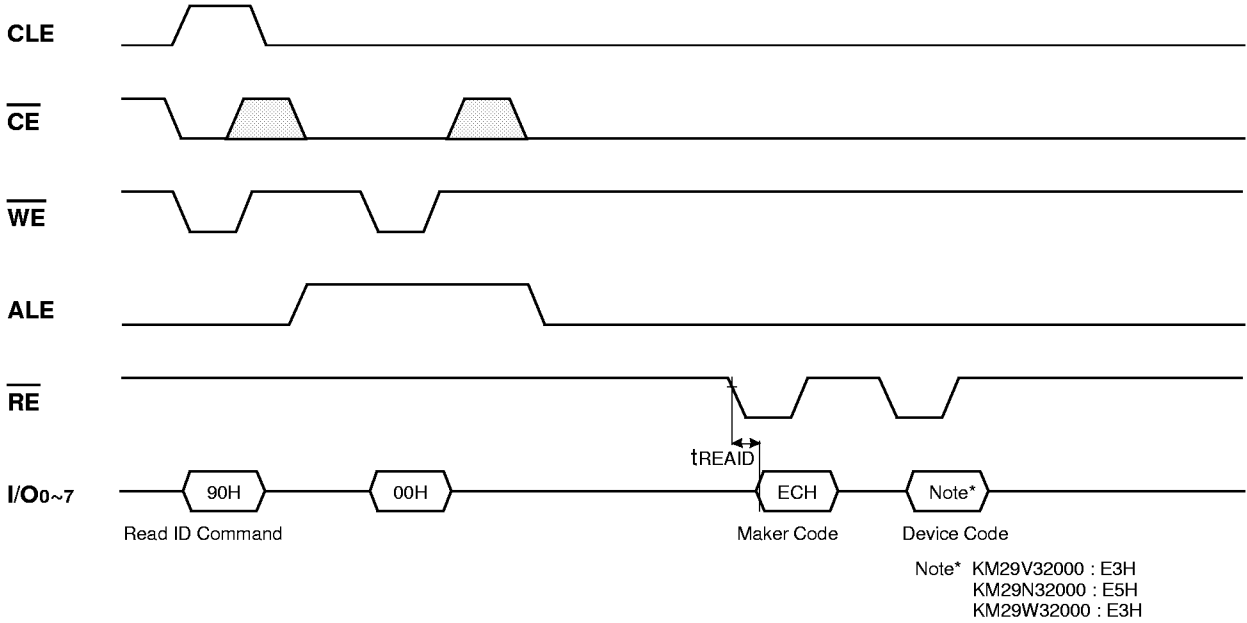 CLE
CE
WE
ALE
RE
tREAID
I/O0~7
90H
00H
ECH
Note*
Read ID Command
Maker Code
Device Code
Note* KM29V32000 : E3H
KM29N32000 : E5H
KM29W32000 : E3H